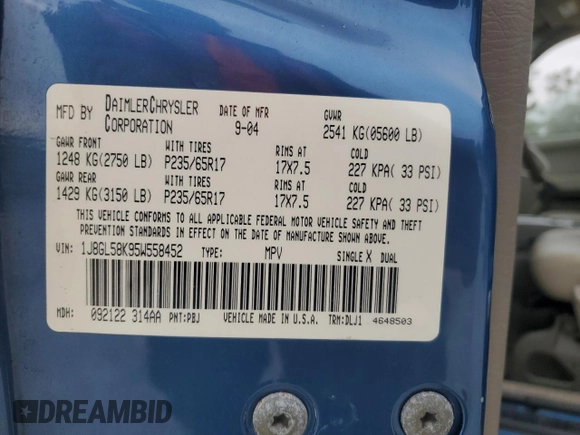 MFD BY DAIMLERCHRYSLER CORPORATION DATE OF MFR 9-04 GVWR 2541 KG(05600 LB)
GAWR FRONT WITH TIRES RIMS AT COLD
1248 KG(2750 LB) P235/65R17 17X7.5 227 KPA( 33 PSI)
GAWR REAR WITH TIRES RIMS AT COLD
1429 KG(3150 LB) P235/65R17 17X7.5 227 KPA( 33 PSI)
THIS VEHICLE CONFORMS TO ALL APPLICABLE FEDERAL MOTOR VEHICLE SAFETY AND THEFT
PREVENTION STANDARDS IN EFFECT ON THE DATE OF MANUFACTURE SHOWN ABOVE.
VIN: 1J8GL58K95W558452 TYPE: MPV SINGLE X DUAL
MDH: 092122 314AA PNT:PBJ VEHICLE MADE IN U.S.A. TRM:DLJ1 4648503
DREAMBID